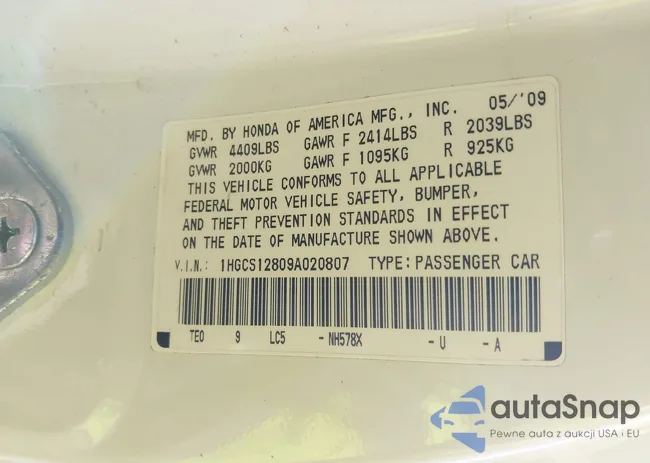 MFD. BY HONDA OF AMERICA MFG., INC. 05/'09
GVWR 4409LBS GAWR F 2414LBS R 2039LBS
GVWR 2000KG GAWR F 1095KG R 925KG
THIS VEHICLE CONFORMS TO ALL APPLICABLE
FEDERAL MOTOR VEHICLE SAFETY, BUMPER,
AND THEFT PREVENTION STANDARDS IN EFFECT
ON THE DATE OF MANUFACTURE SHOWN ABOVE.
V.I.N.: 1HGCS12809A020807 TYPE: PASSENGER CAR
TE0 9 LC5 - NH578X - U - A
autaSnap
Pewne auta z aukcji USA i EU